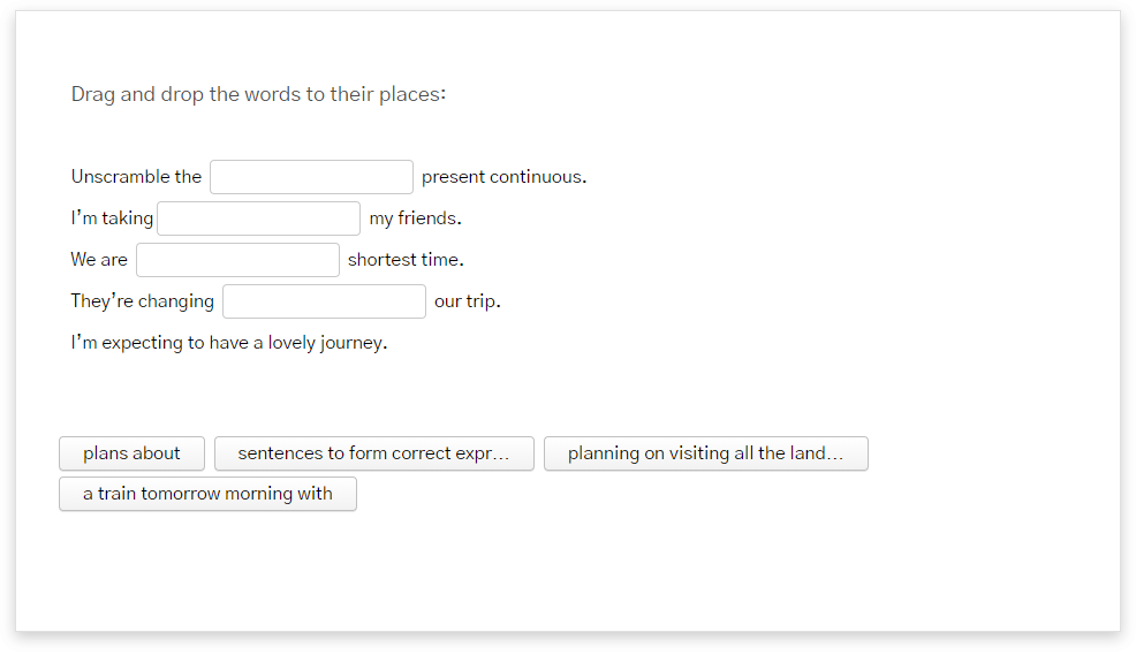 Drag and drop the words to their places:
Unscramble the present continuous.
I’m taking my friends.
We are shortest time.
They’re changing our trip.
I’m expecting to have a lovely journey.
plans about sentences to form correct expr... planning on visiting all the land...
a train tomorrow morning with